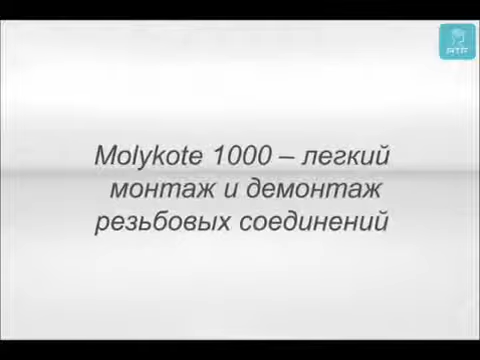 Molykote 1000 – легкий
монтаж и демонтаж
резьбовых соединений